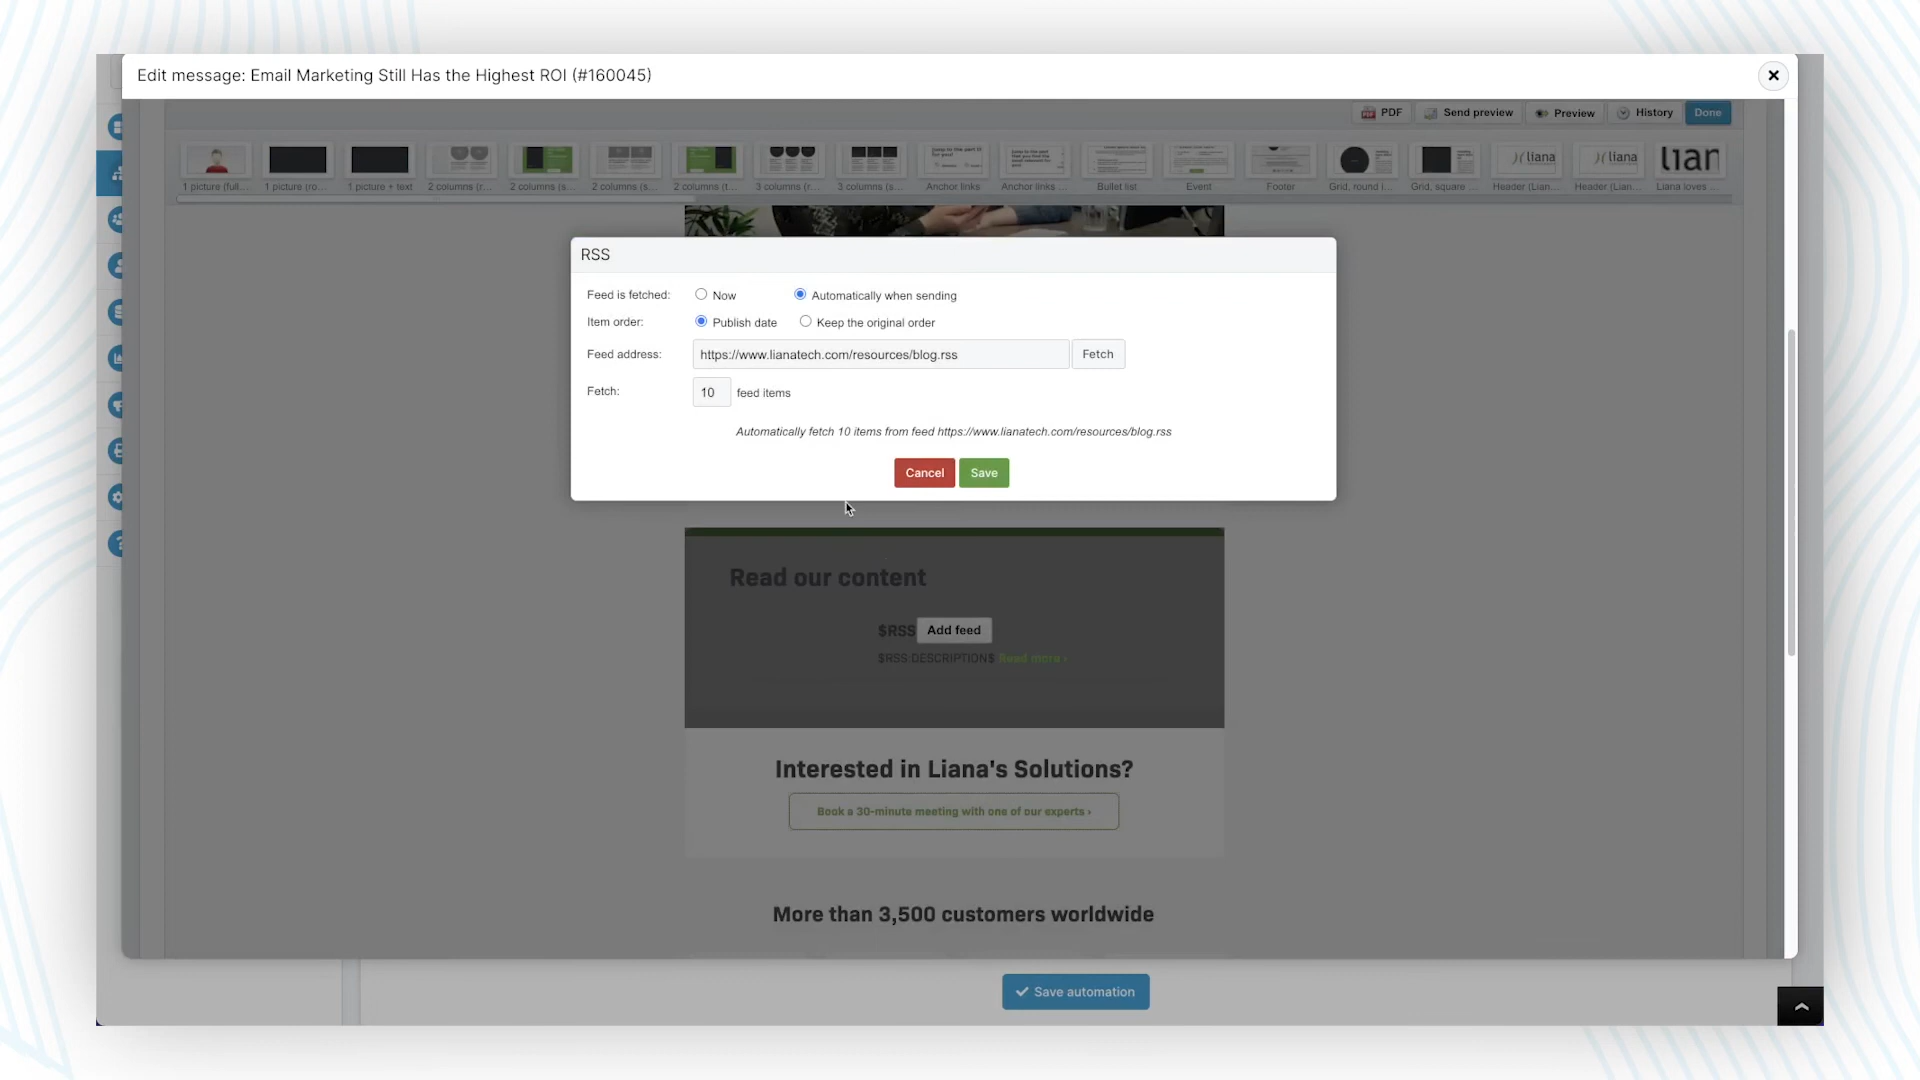 Edit message: Email Marketing Still Has the Highest ROI (#160045)
PDF Send preview Preview History Done
1 picture (full... 1 picture (ro... 1 picture + text 2 columns (r... 2 columns (s... 2 columns (s... 2 columns (t... 3 columns (r... 3 columns (s... Anchor links Anchor links ... Bullet list Event Footer Grid, round i... Grid, square ... Header (Lian... Header (Lian... Liana loves ...
RSS
Feed is fetched: Now Automatically when sending
Item order: Publish date Keep the original order
Feed address: https://www.lianatech.com/resources/blog.rss Fetch
Fetch: 10 feed items
Automatically fetch 10 items from feed https://www.lianatech.com/resources/blog.rss
Cancel Save
Read our content
$RSS Add feed
$RSS:DESCRIPTION$ Read more ›
Interested in Liana's Solutions?
Book a 30-minute meeting with one of our experts ›
More than 3,500 customers worldwide
Save automation